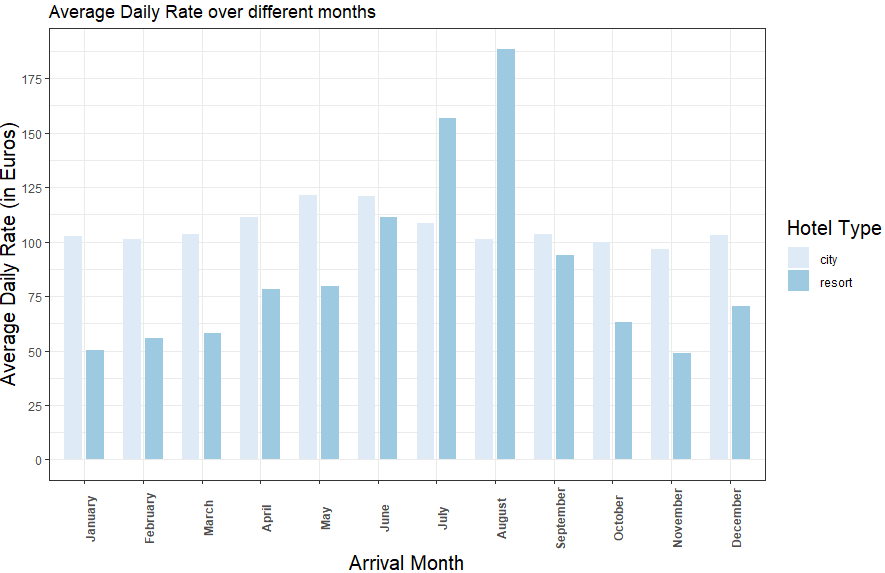 Average Daily Rate over different months
Average Daily Rate (in Euros)
175
150
125
100
75
50
25
0
January
February
March
April
May
June
July
August
September
October
November
December
Arrival Month
Hotel Type
city
resort